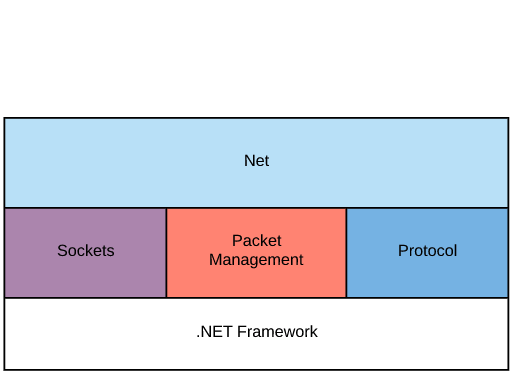 Net
Sockets
Packet
Management
Protocol
.NET Framework